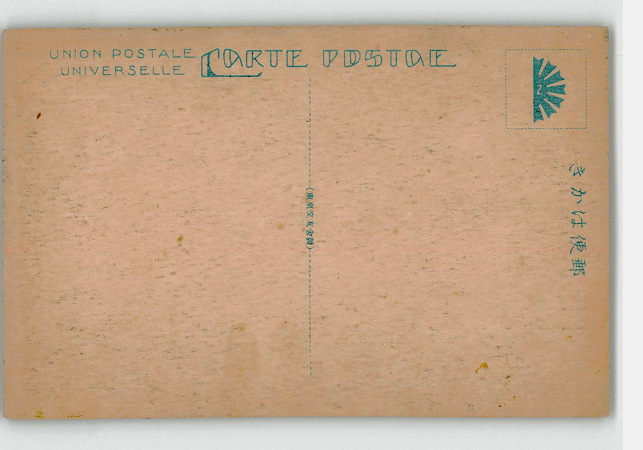 UNION POSTALE
UNIVERSELLE
CARTE POSTALE
Z
きかは便郵